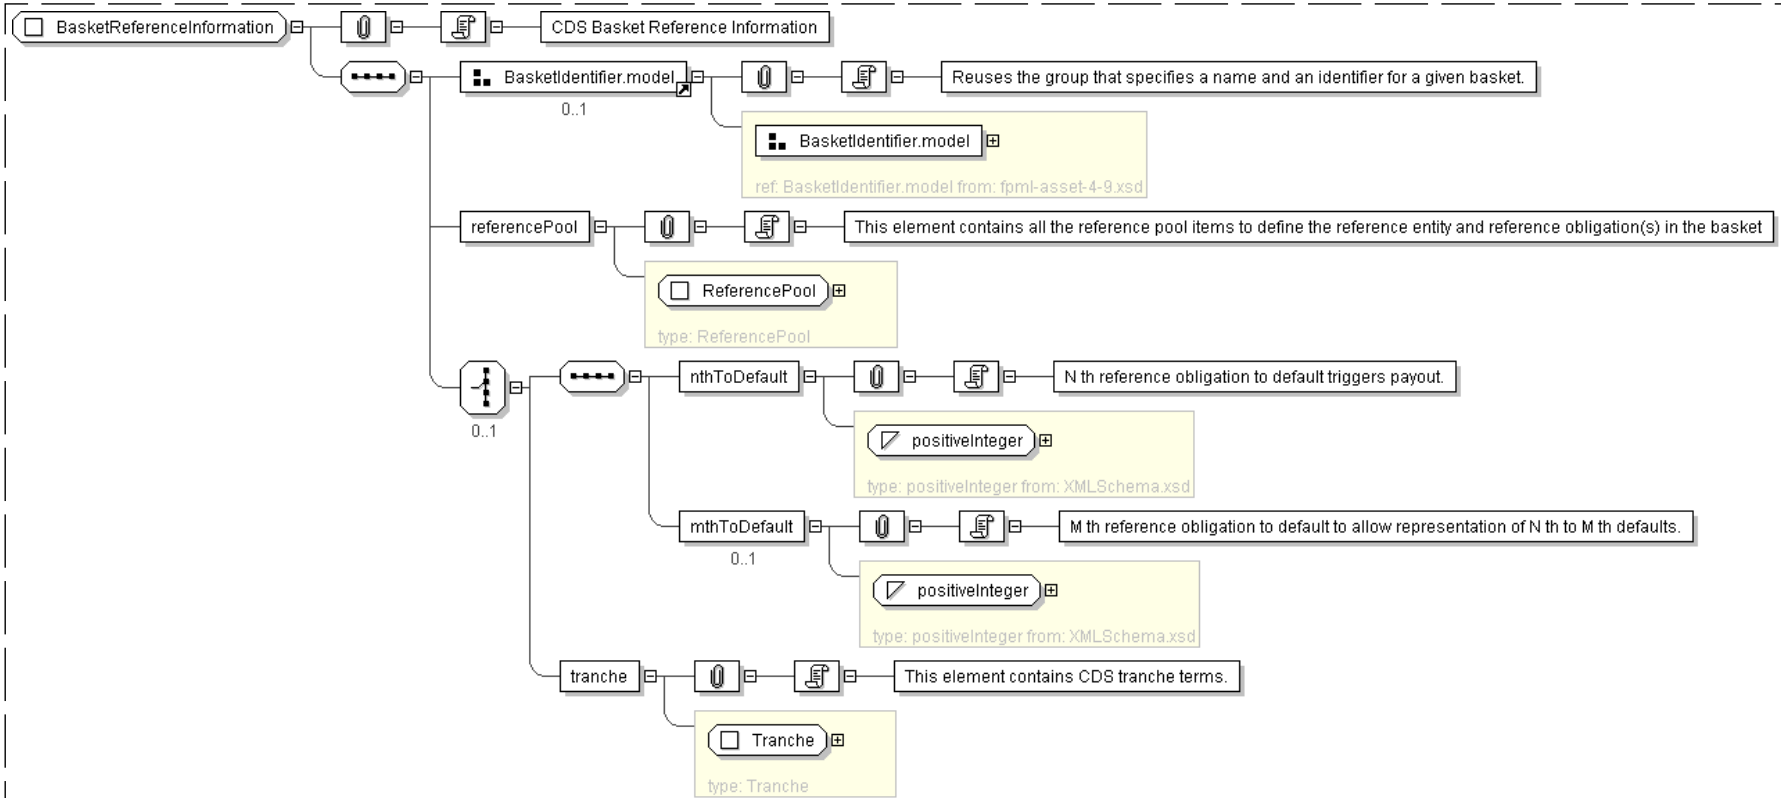 BasketReferenceInformation
CDS Basket Reference Information
BasketIdentifier.model
0..1
Reuses the group that specifies a name and an identifier for a given basket.
BasketIdentifier.model
ref: BasketIdentifier.model from: fpml-asset-4-9.xsd
referencePool
This element contains all the reference pool items to define the reference entity and reference obligation(s) in the basket
ReferencePool
type: ReferencePool
0..1
nthToDefault
N th reference obligation to default triggers payout.
positiveInteger
type: positiveInteger from: XMLSchema.xsd
mthToDefault
0..1
M th reference obligation to default to allow representation of N th to M th defaults.
positiveInteger
type: positiveInteger from: XMLSchema.xsd
tranche
This element contains CDS tranche terms.
Tranche
type: Tranche